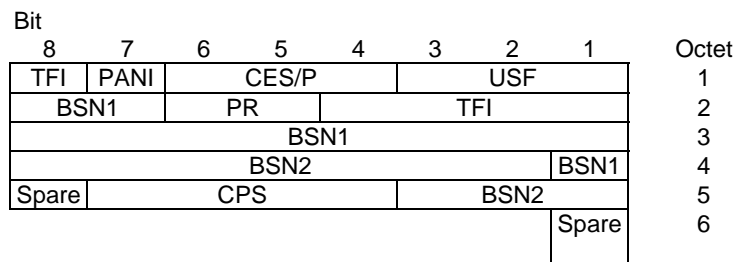 Bit
8 7 6 5 4 3 2 1 Octet
TFI PANI CES/P USF 1
BSN1 PR TFI 2
BSN1 3
BSN2 BSN1 4
Spare CPS BSN2 5
Spare 6